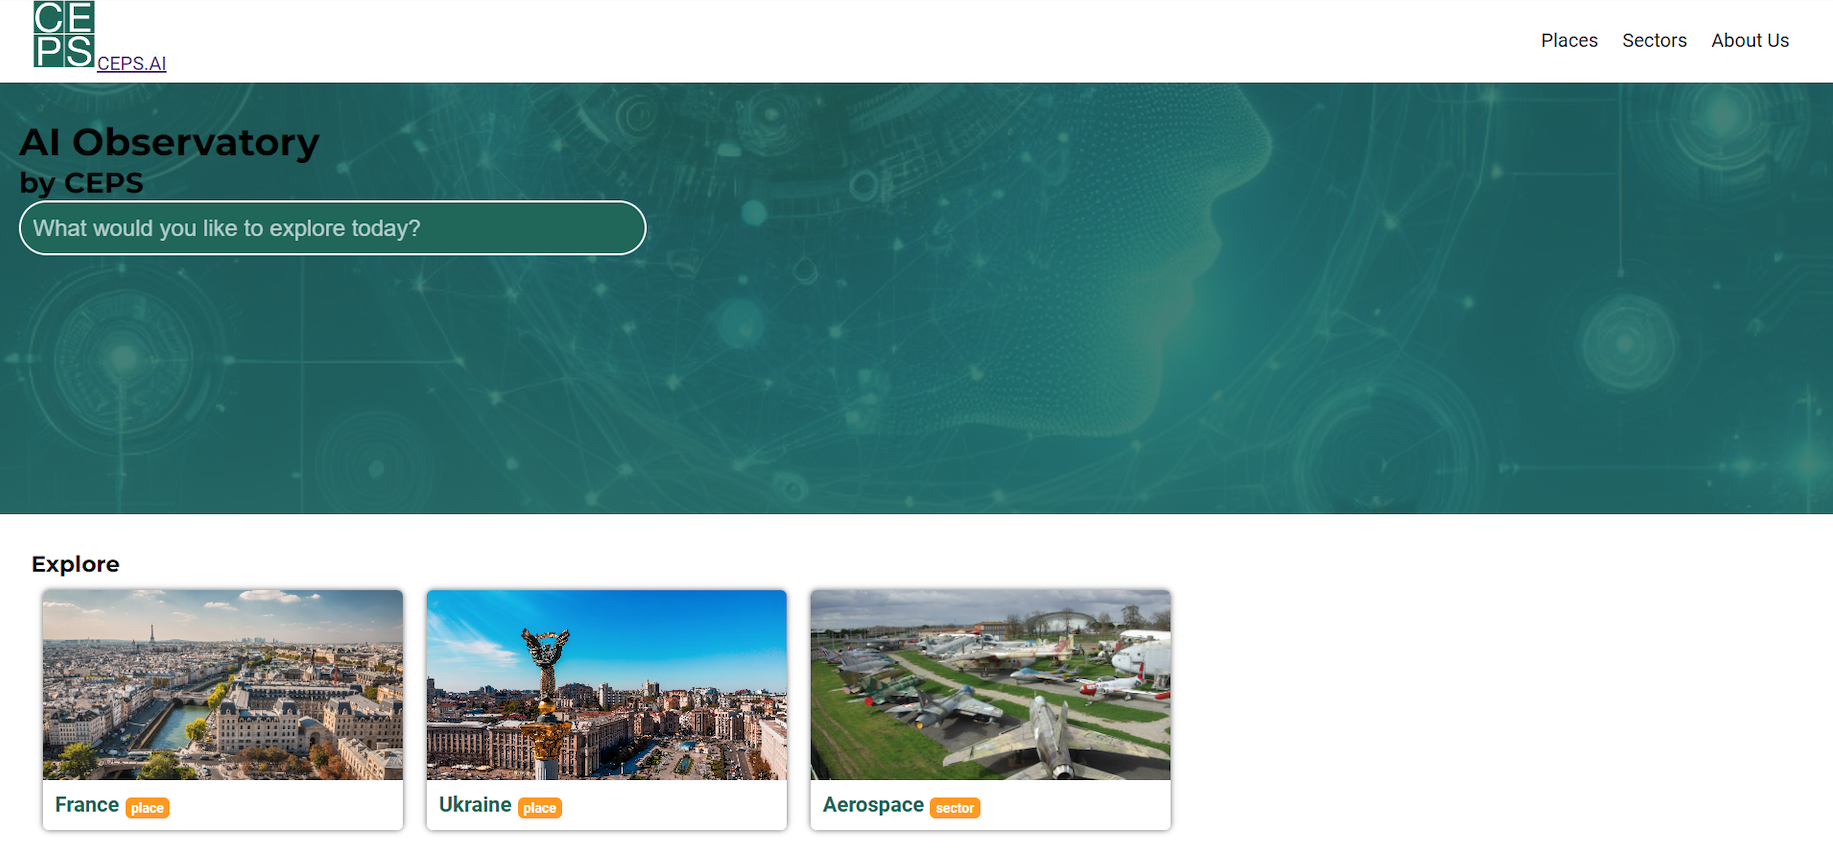 CE
PS
CEPS.AI
Places Sectors About Us
AI Observatory
by CEPS
What would you like to explore today?
Explore
France place
Ukraine place
Aerospace sector